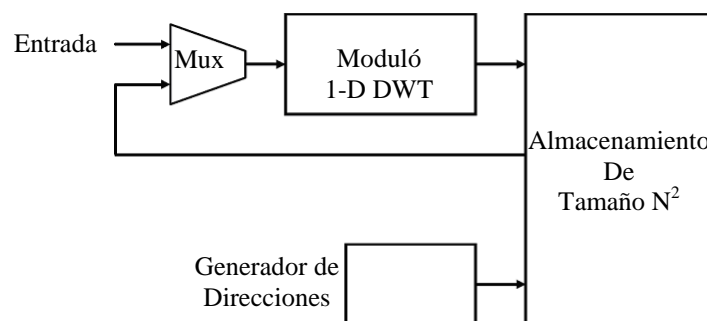 Entrada
Mux
Moduló
1-D DWT
Almacenamiento
De
Tamaño N²
Generador de
Direcciones